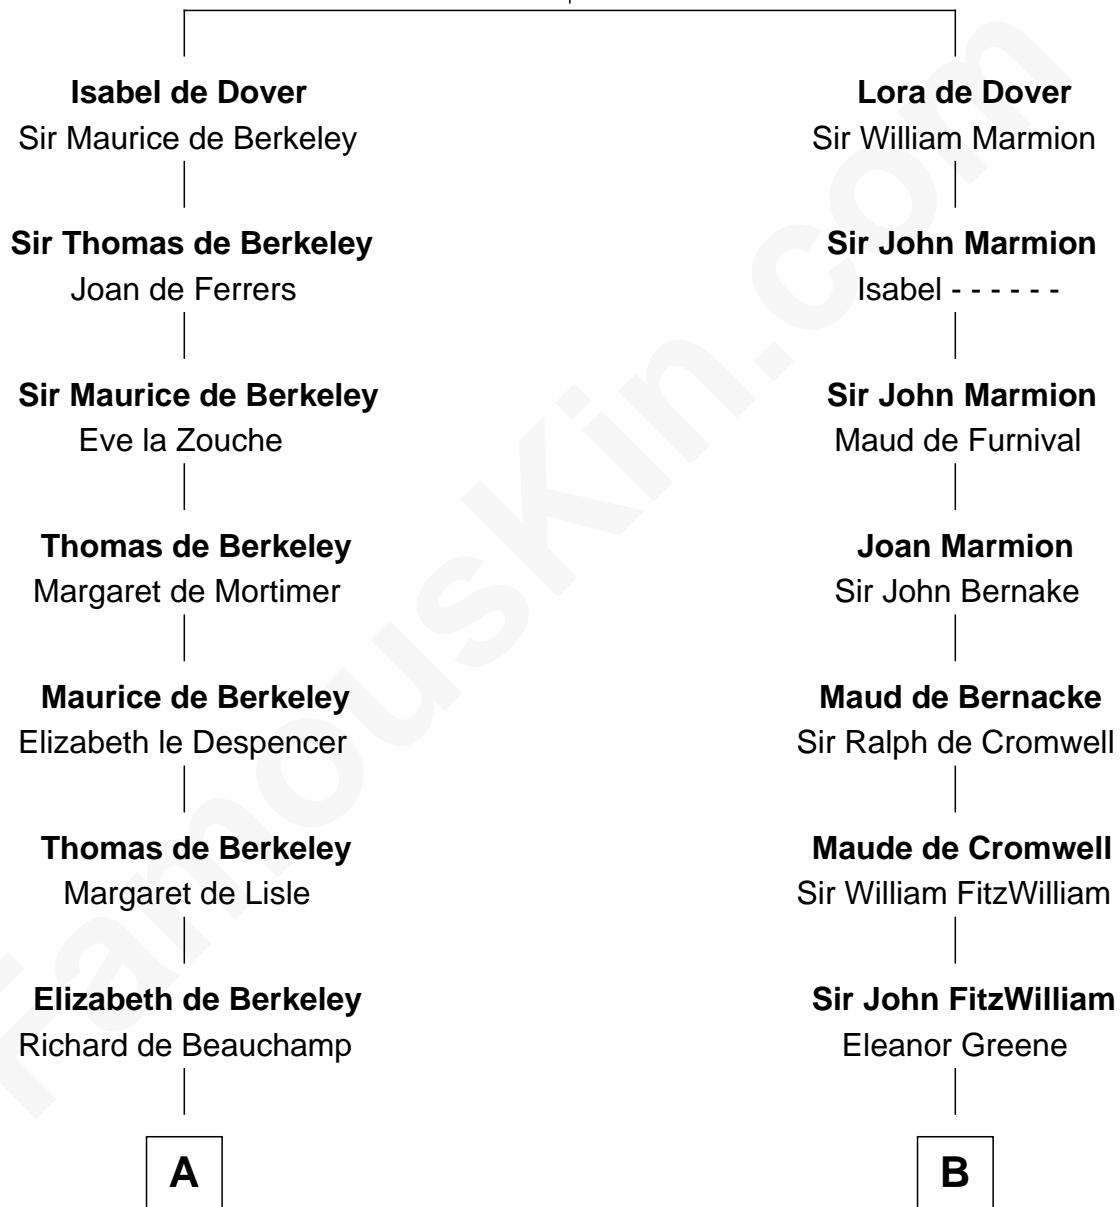 Isabel de Dover
Sir Maurice de Berkeley
Sir Thomas de Berkeley
Joan de Ferrers
Sir Maurice de Berkeley
Eve la Zouche
Thomas de Berkeley
Margaret de Mortimer
Maurice de Berkeley
Elizabeth le Despencer
Thomas de Berkeley
Margaret de Lisle
Elizabeth de Berkeley
Richard de Beauchamp
A
Lora de Dover
Sir William Marmion
Sir John Marmion
Isabel - - - - - -
Sir John Marmion
Maud de Furnival
Joan Marmion
Sir John Bernake
Maud de Bernacke
Sir Ralph de Cromwell
Maude de Cromwell
Sir William FitzWilliam
Sir John FitzWilliam
Eleanor Greene
B
FamousKin.com